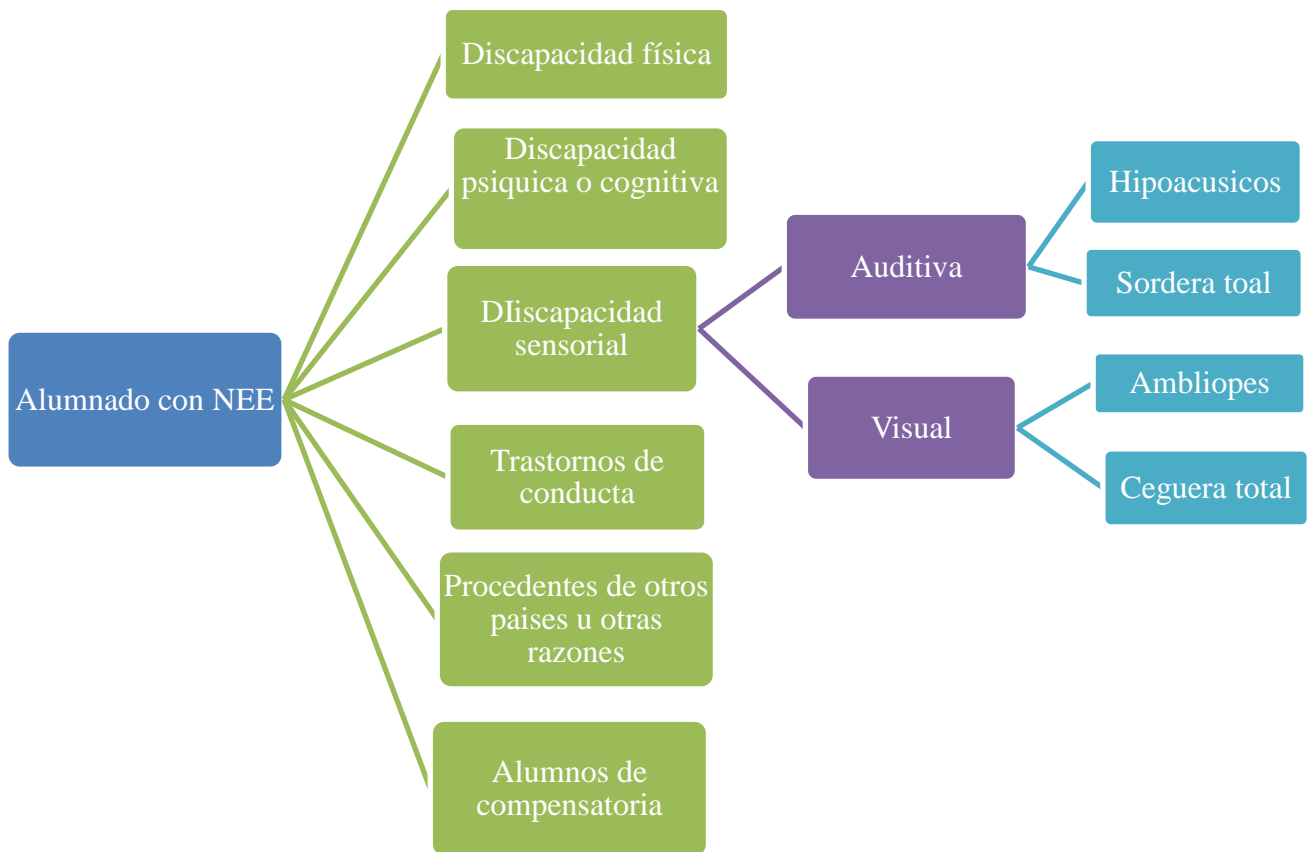 Alumnado con NEE
Discapacidad física
Discapacidad
psiquica o cognitiva
DIiscapacidad
sensorial
Auditiva
Hipoacusicos
Sordera toal
Visual
Ambliopes
Ceguera total
Trastornos de
conducta
Procedentes de otros
paises u otras
razones
Alumnos de
compensatoria